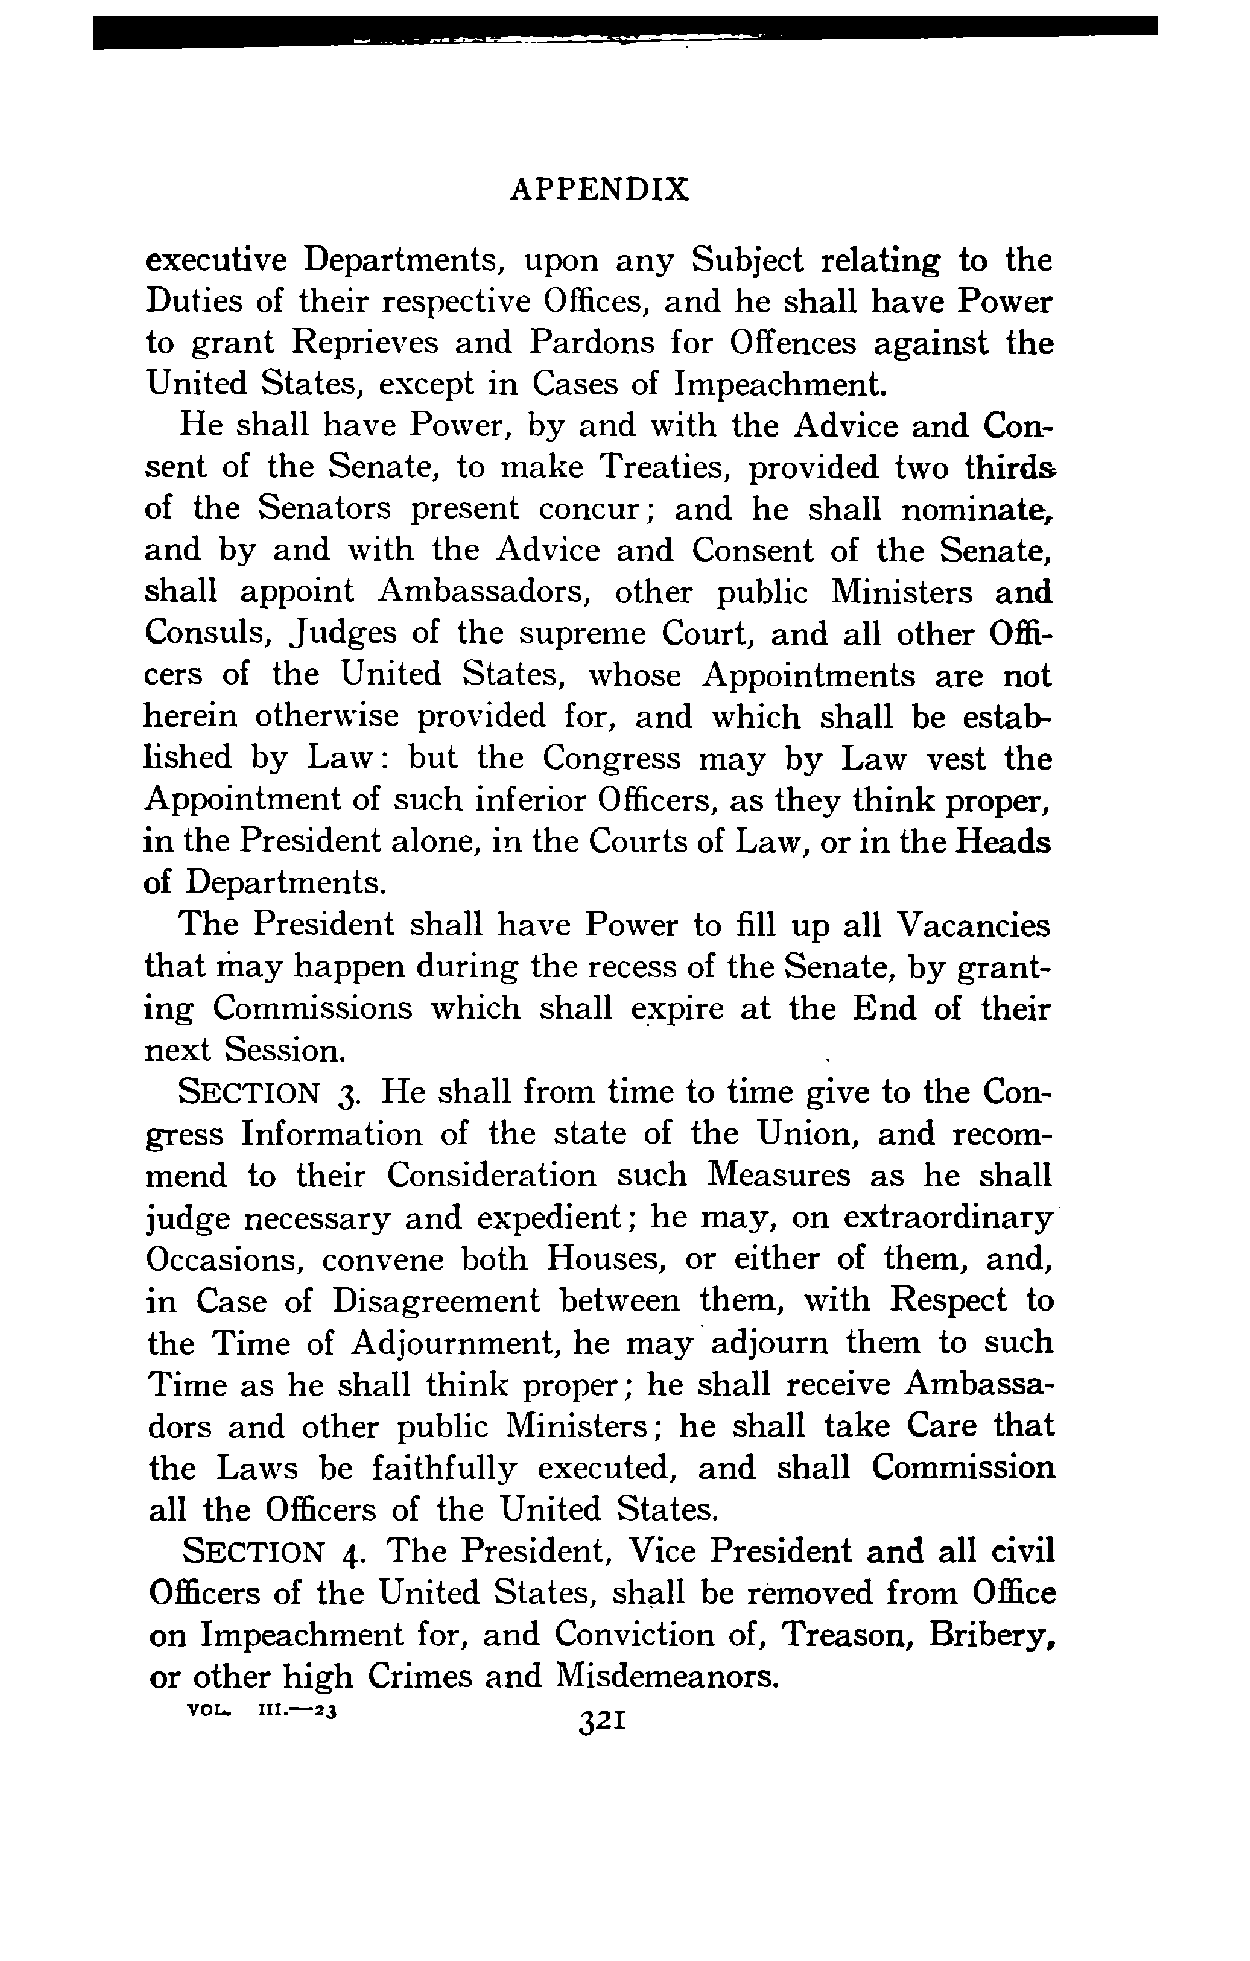 APPENDIX
executive Departments, upon any Subject relating to the
Duties of their respective Offices, and he shall have Power
to grant Reprieves and Pardons for Offences against the
United States, except in Cases of Impeachment.
He shall have Power, by and with the Advice and Con-
sent of the Senate, to make Treaties, provided two thirds
of the Senators present concur; and he shall nominate,
and by and with the Advice and Consent of the Senate,
shall appoint Ambassadors, other public Ministers and
Consuls, Judges of the supreme Court, and all other Offi-
cers of the United States, whose Appointments are not
herein otherwise provided for, and which shall be estab-
lished by Law: but the Congress may by Law vest the
Appointment of such inferior Officers, as they think proper,
in the President alone, in the Courts of Law, or in the Heads
of Departments.
The President shall have Power to fill up all Vacancies
that may happen during the recess of the Senate, by grant-
ing Commissions which shall expire at the End of their
next Session.
SECTION 3. He shall from time to time give to the Con-
gress Information of the state of the Union, and recom-
mend to their Consideration such Measures as he shall
judge necessary and expedient; he may, on extraordinary
Occasions, convene both Houses, or either of them, and,
in Case of Disagreement between them, with Respect to
the Time of Adjournment, he may adjourn them to such
Time as he shall think proper; he shall receive Ambassa-
dors and other public Ministers; he shall take Care that
the Laws be faithfully executed, and shall Commission
all the Officers of the United States.
SECTION 4. The President, Vice President and all civil
Officers of the United States, shall be removed from Office
on Impeachment for, and Conviction of, Treason, Bribery,
or other high Crimes and Misdemeanors.
VOL. III.—23
321